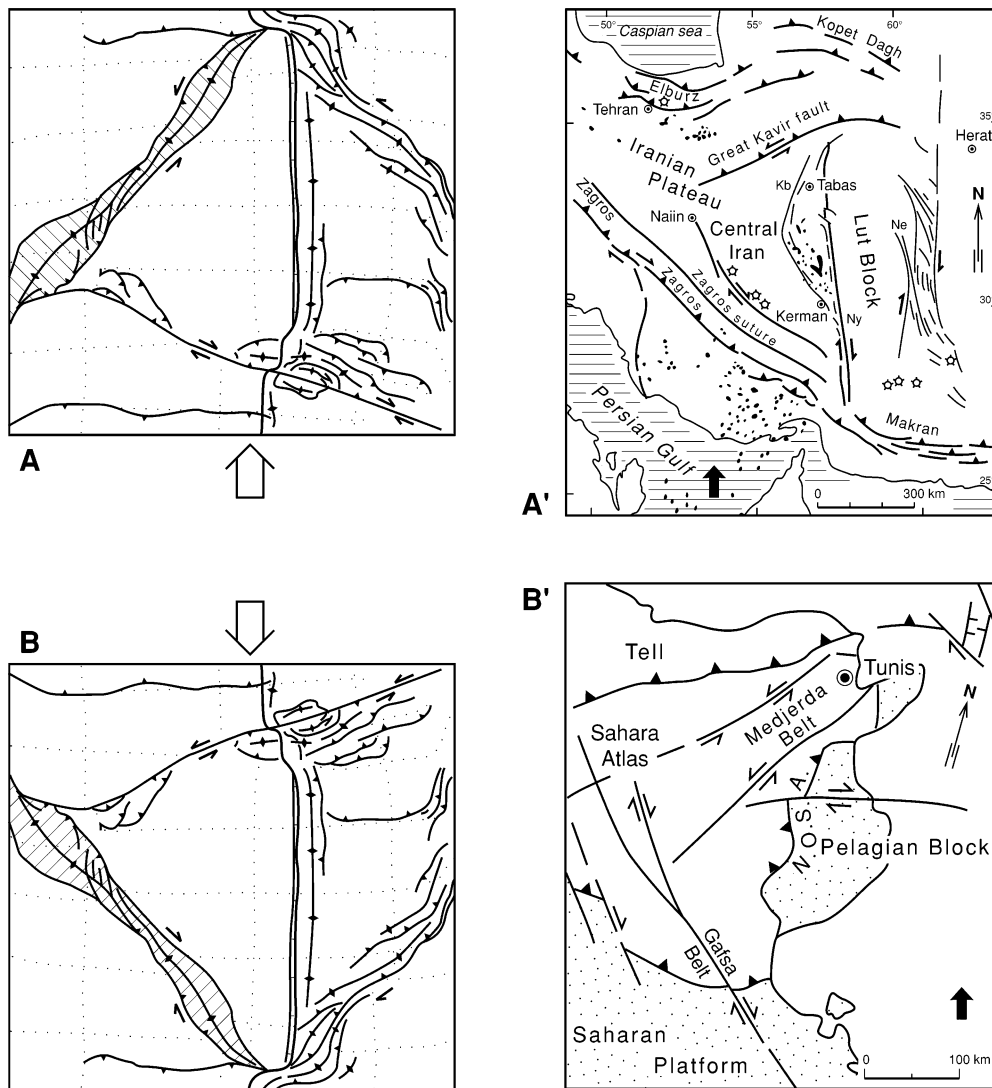 A
50°
55°
60°
Caspian sea
Kopet Dagh
Elburz
Tehran
35
Herat
Great Kavir fault
Iranian
Plateau
Kb
Tabas
N
Zagros
Naiin
Central
Iran
Lut Block
Ne
Zagros suture
Zagros
Kerman
Ny
30
Makran
Persian Gulf
25
0
300 km
A'
B
B'
Tell
Tunis
N
Medjerda
Belt
Sahara
Atlas
N.O.S.A.
Pelagian Block
Gafsa
Belt
Saharan
Platform
0
100 km